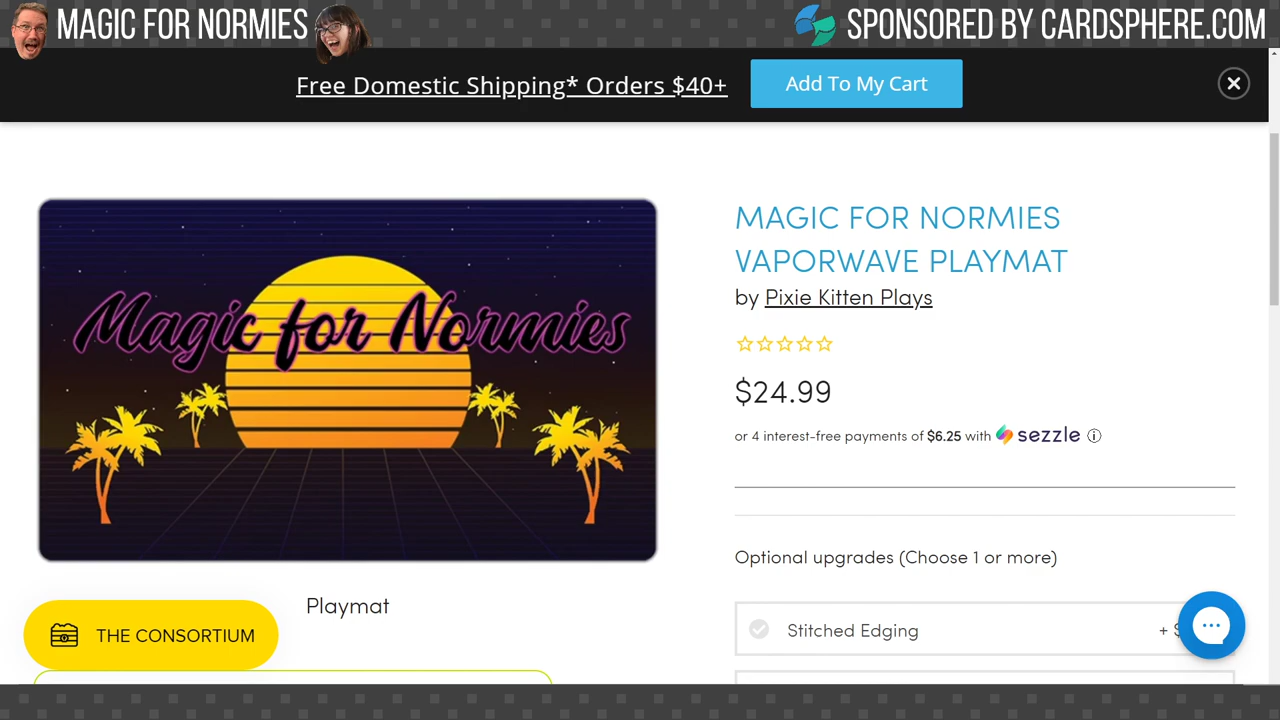 MAGIC FOR NORMIES
SPONSORED BY CARDSPHERE.COM
Free Domestic Shipping* Orders $40+
Add To My Cart
Magic for Normies
MAGIC FOR NORMIES
VAPORWAVE PLAYMAT
by Pixie Kitten Plays
$24.99
or 4 interest-free payments of $6.25 with sezzle
Optional upgrades (Choose 1 or more)
Playmat
THE CONSORTIUM
Stitched Edging + $